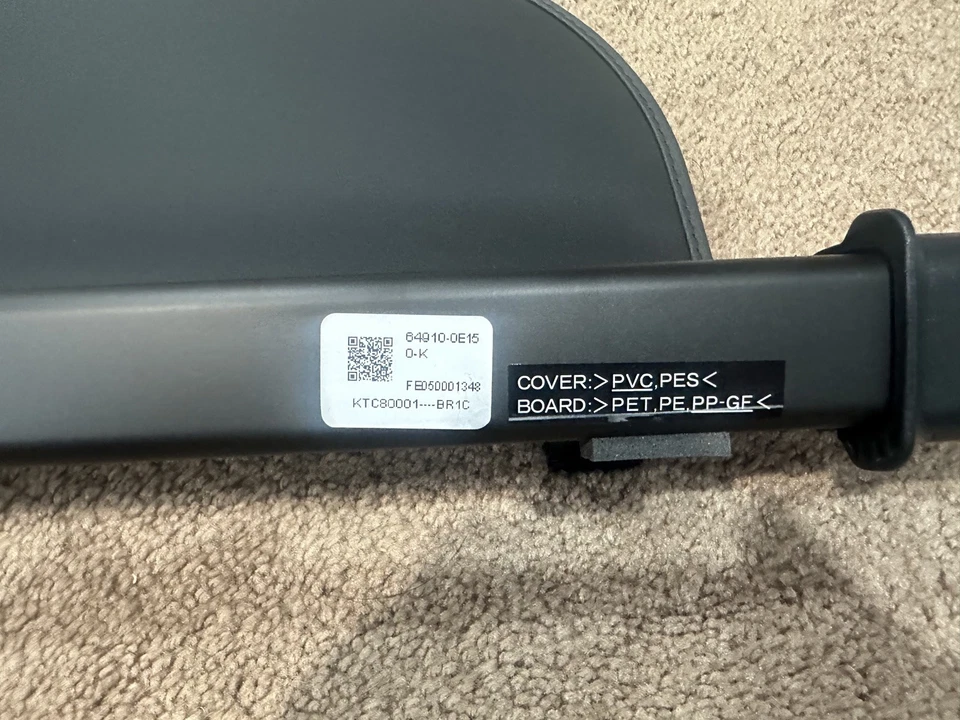 64910-0E15
0-K
FE050001348
KTC80001----BR1C
COVER:>PVC,PES<
BOARD:>PET,PE,PP-GF<